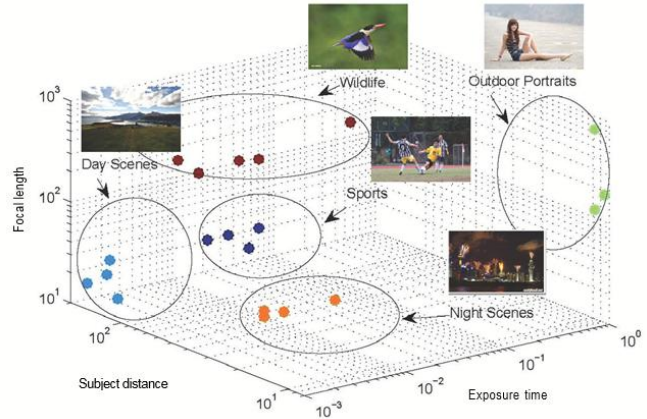 Wildlife
Outdoor Portraits
Day Scenes
Sports
Night Scenes
Focal length
10³
10²
10¹
Subject distance
10²
10¹
Exposure time
10⁻³
10⁻²
10⁻¹
10⁰